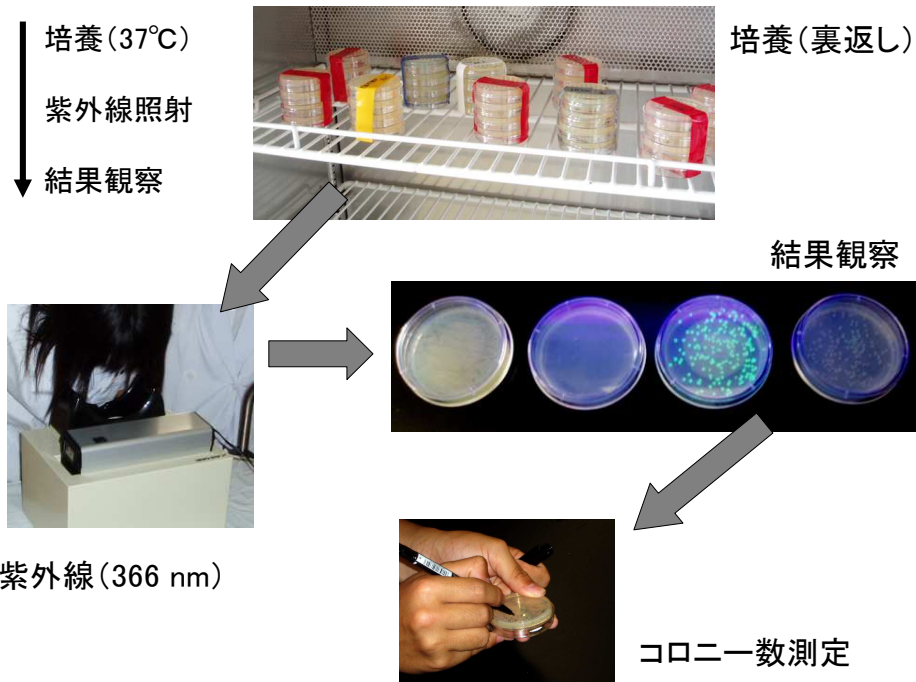 培養（37℃）
紫外線照射
結果観察
培養（裏返し）
結果観察
紫外線（366 nm）
コロニー数測定